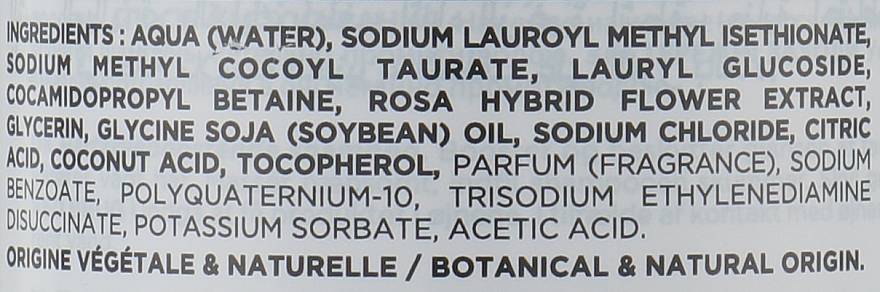 INGREDIENTS : AQUA (WATER), SODIUM LAUROYL METHYL ISETHIONATE,
SODIUM METHYL COCOYL TAURATE, LAURYL GLUCOSIDE,
COCAMIDOPROPYL BETAINE, ROSA HYBRID FLOWER EXTRACT,
GLYCERIN, GLYCINE SOJA (SOYBEAN) OIL, SODIUM CHLORIDE, CITRIC
ACID, COCONUT ACID, TOCOPHEROL, PARFUM (FRAGRANCE), SODIUM
BENZOATE, POLYQUATERNIUM-10, TRISODIUM ETHYLENEDIAMINE
DISUCCINATE, POTASSIUM SORBATE, ACETIC ACID.
ORIGINE VÉGÉTALE & NATURELLE / BOTANICAL & NATURAL ORIGIN.